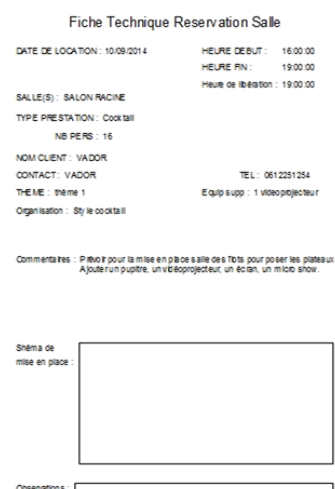 Fiche Technique Reservation Salle
DATE DE LOCATION : 10/09/2014 HEURE DEBUT : 16:00:00
HEURE FIN : 19:00:00
Heure de libération : 19:00:00
SALLE(S) : SALON RACINE
TYPE PRESTATION : Cocktail
NB PERS : 16
NOM CLIENT : VADOR
CONTACT : VADOR TEL : 0612251254
THEME : thème 1 Equip supp : 1 videoprojecteur
Organisation : Style cocktail
Commentaires : Prévoir pour la mise en place salle des îlots pour poser les plateaux
Ajouter un pupitre, un vidéoprojecteur, un écran, un micro show.
Shéma de
mise en place :
Observations :